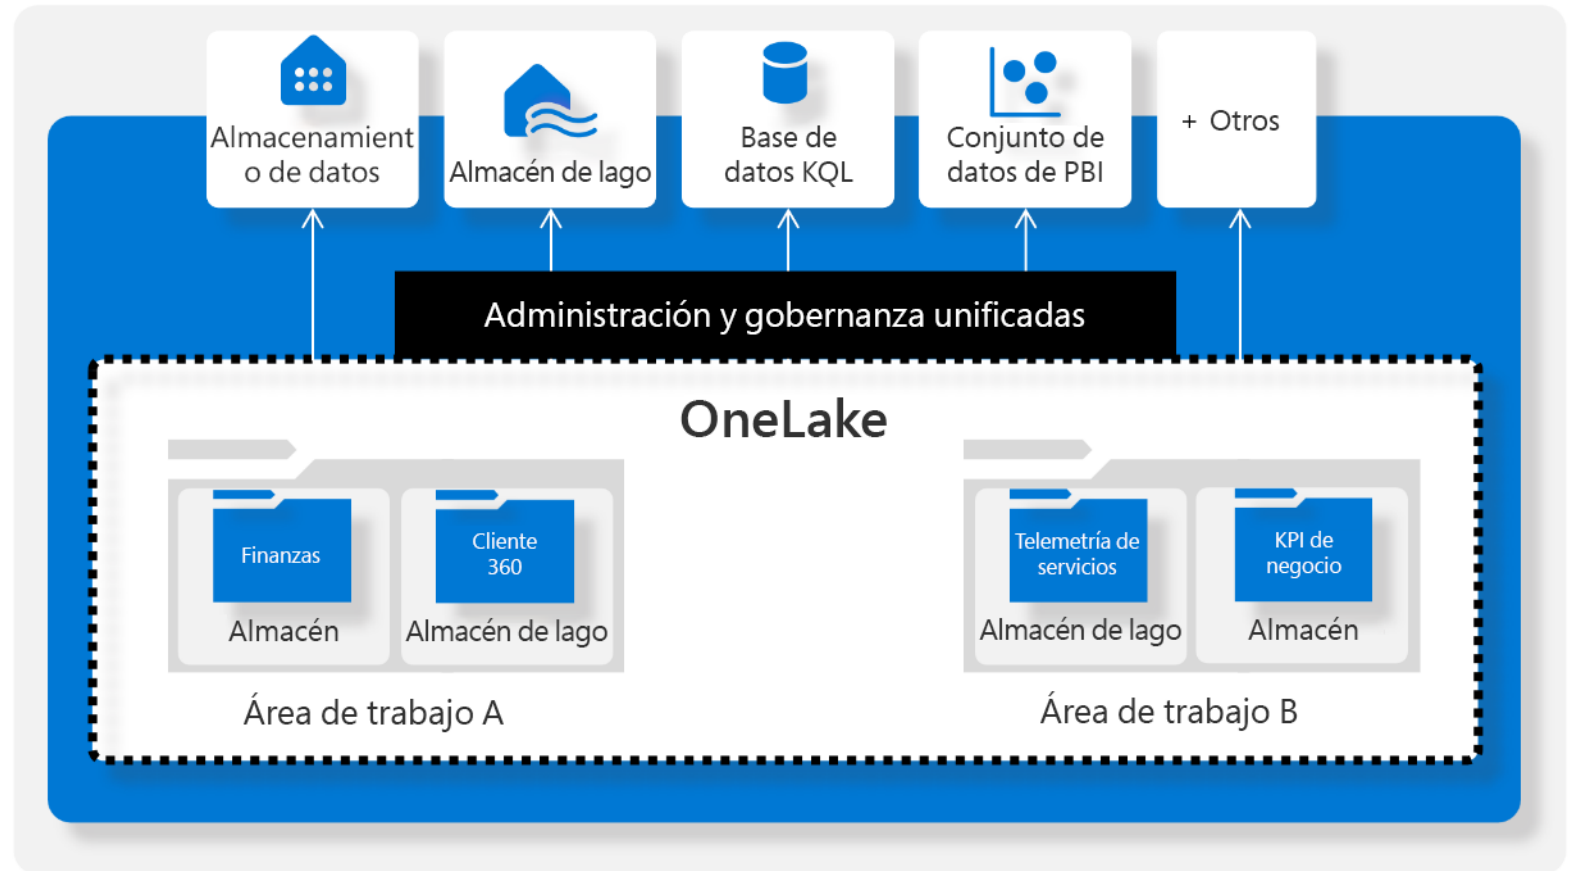 Almacenamient
o de datos
Almacén de lago
Base de
datos KQL
Conjunto de
datos de PBI
+ Otros
Administración y gobernanza unificadas
OneLake
Finanzas
Almacén
Cliente
360
Almacén de lago
Área de trabajo A
Telemetría de
servicios
Almacén de lago
KPI de
negocio
Almacén
Área de trabajo B